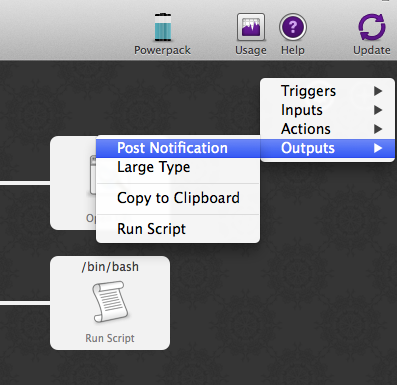 Powerpack
Usage
Help
Update
Triggers
Inputs
Actions
Outputs
Post Notification
Large Type
Copy to Clipboard
Run Script
/bin/bash
Run Script